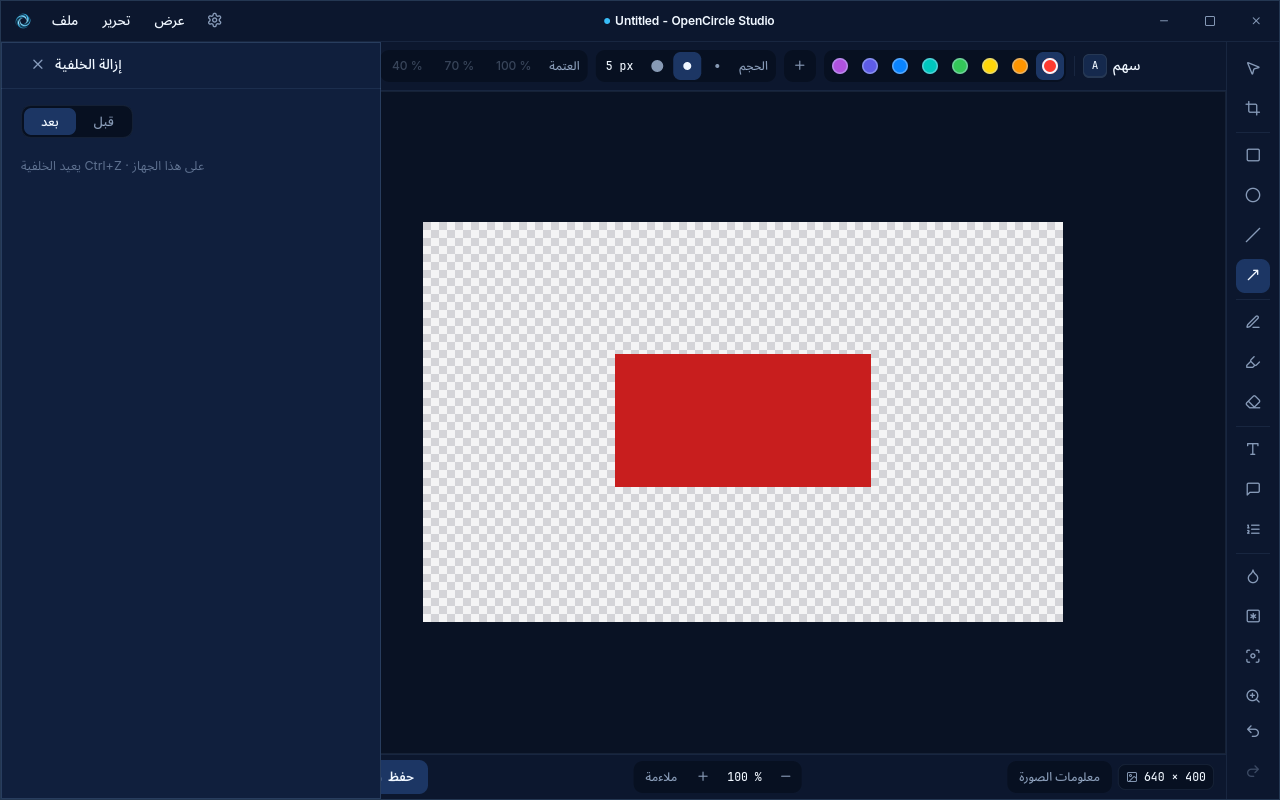 ملف تحرير عرض
Untitled - OpenCircle Studio
إزالة الخلفية
قبل بعد
على هذا الجهاز · Ctrl+Z يعيد الخلفية
سهم A
الحجم 5 px
العتمة 100 % 70 % 40 %
640 × 400
معلومات الصورة
100 %
ملاءمة
حفظ